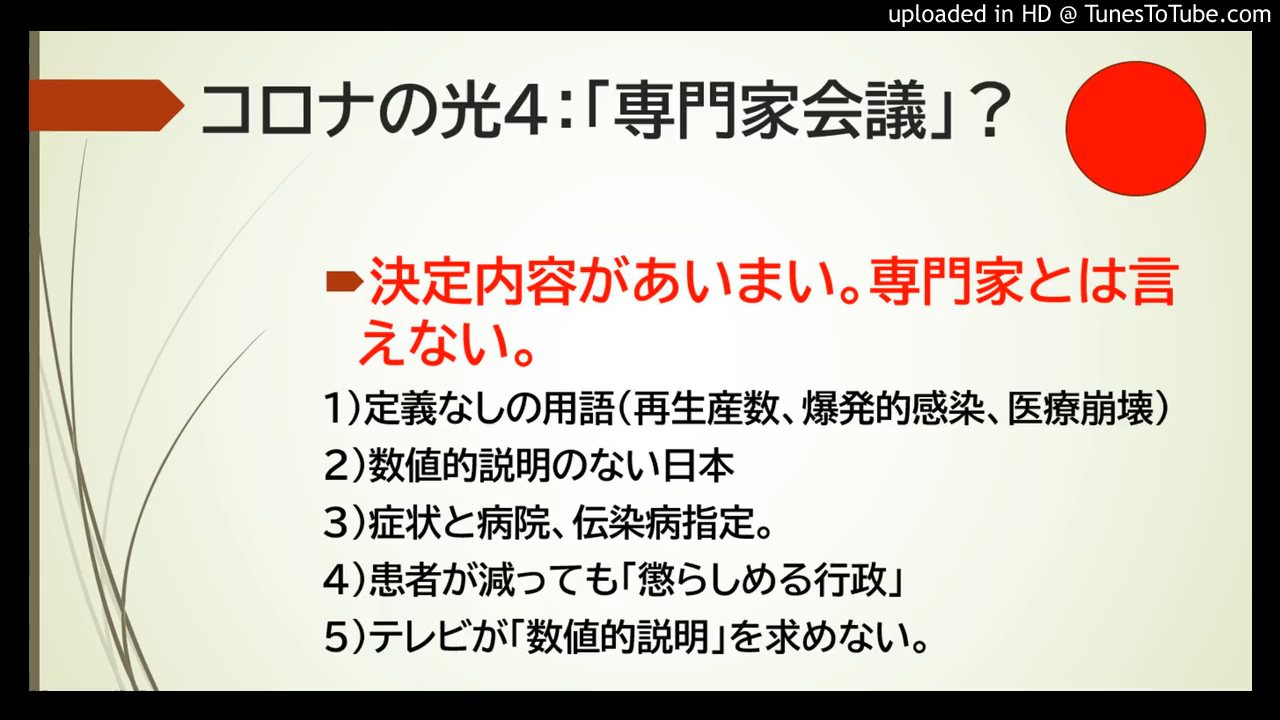 uploaded in HD @ TunesToTube.com
コロナの光4:「専門家会議」?
決定内容があいまい。専門家とは言
えない。
1)定義なしの用語(再生産数、爆発的感染、医療崩壊)
2)数値的説明のない日本
3)症状と病院、伝染病指定。
4)患者が減っても「懲らしめる行政」
5)テレビが「数値的説明」を求めない。